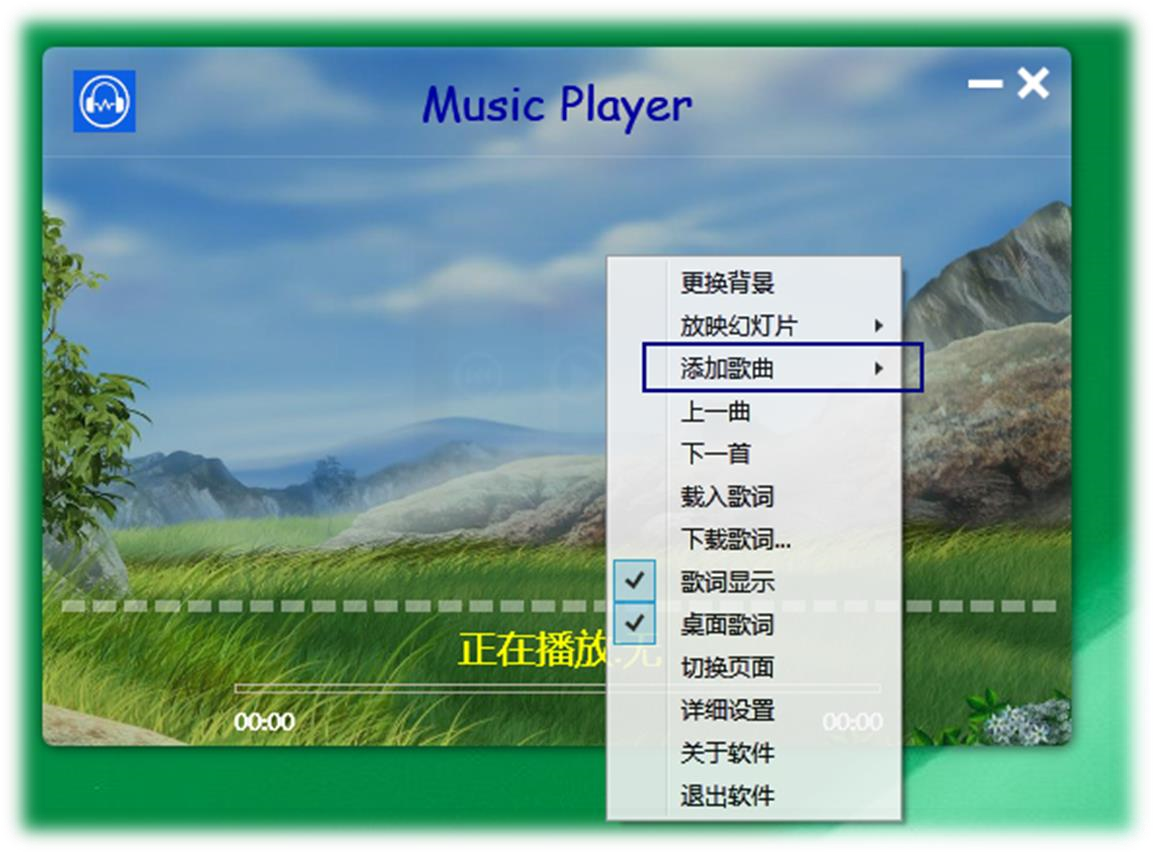 Music Player
更换背景
放映幻灯片
添加歌曲
上一曲
下一首
载入歌词
下载歌词...
歌词显示
桌面歌词
切换页面
详细设置
关于软件
退出软件
正在播放:无
00:00
00:00